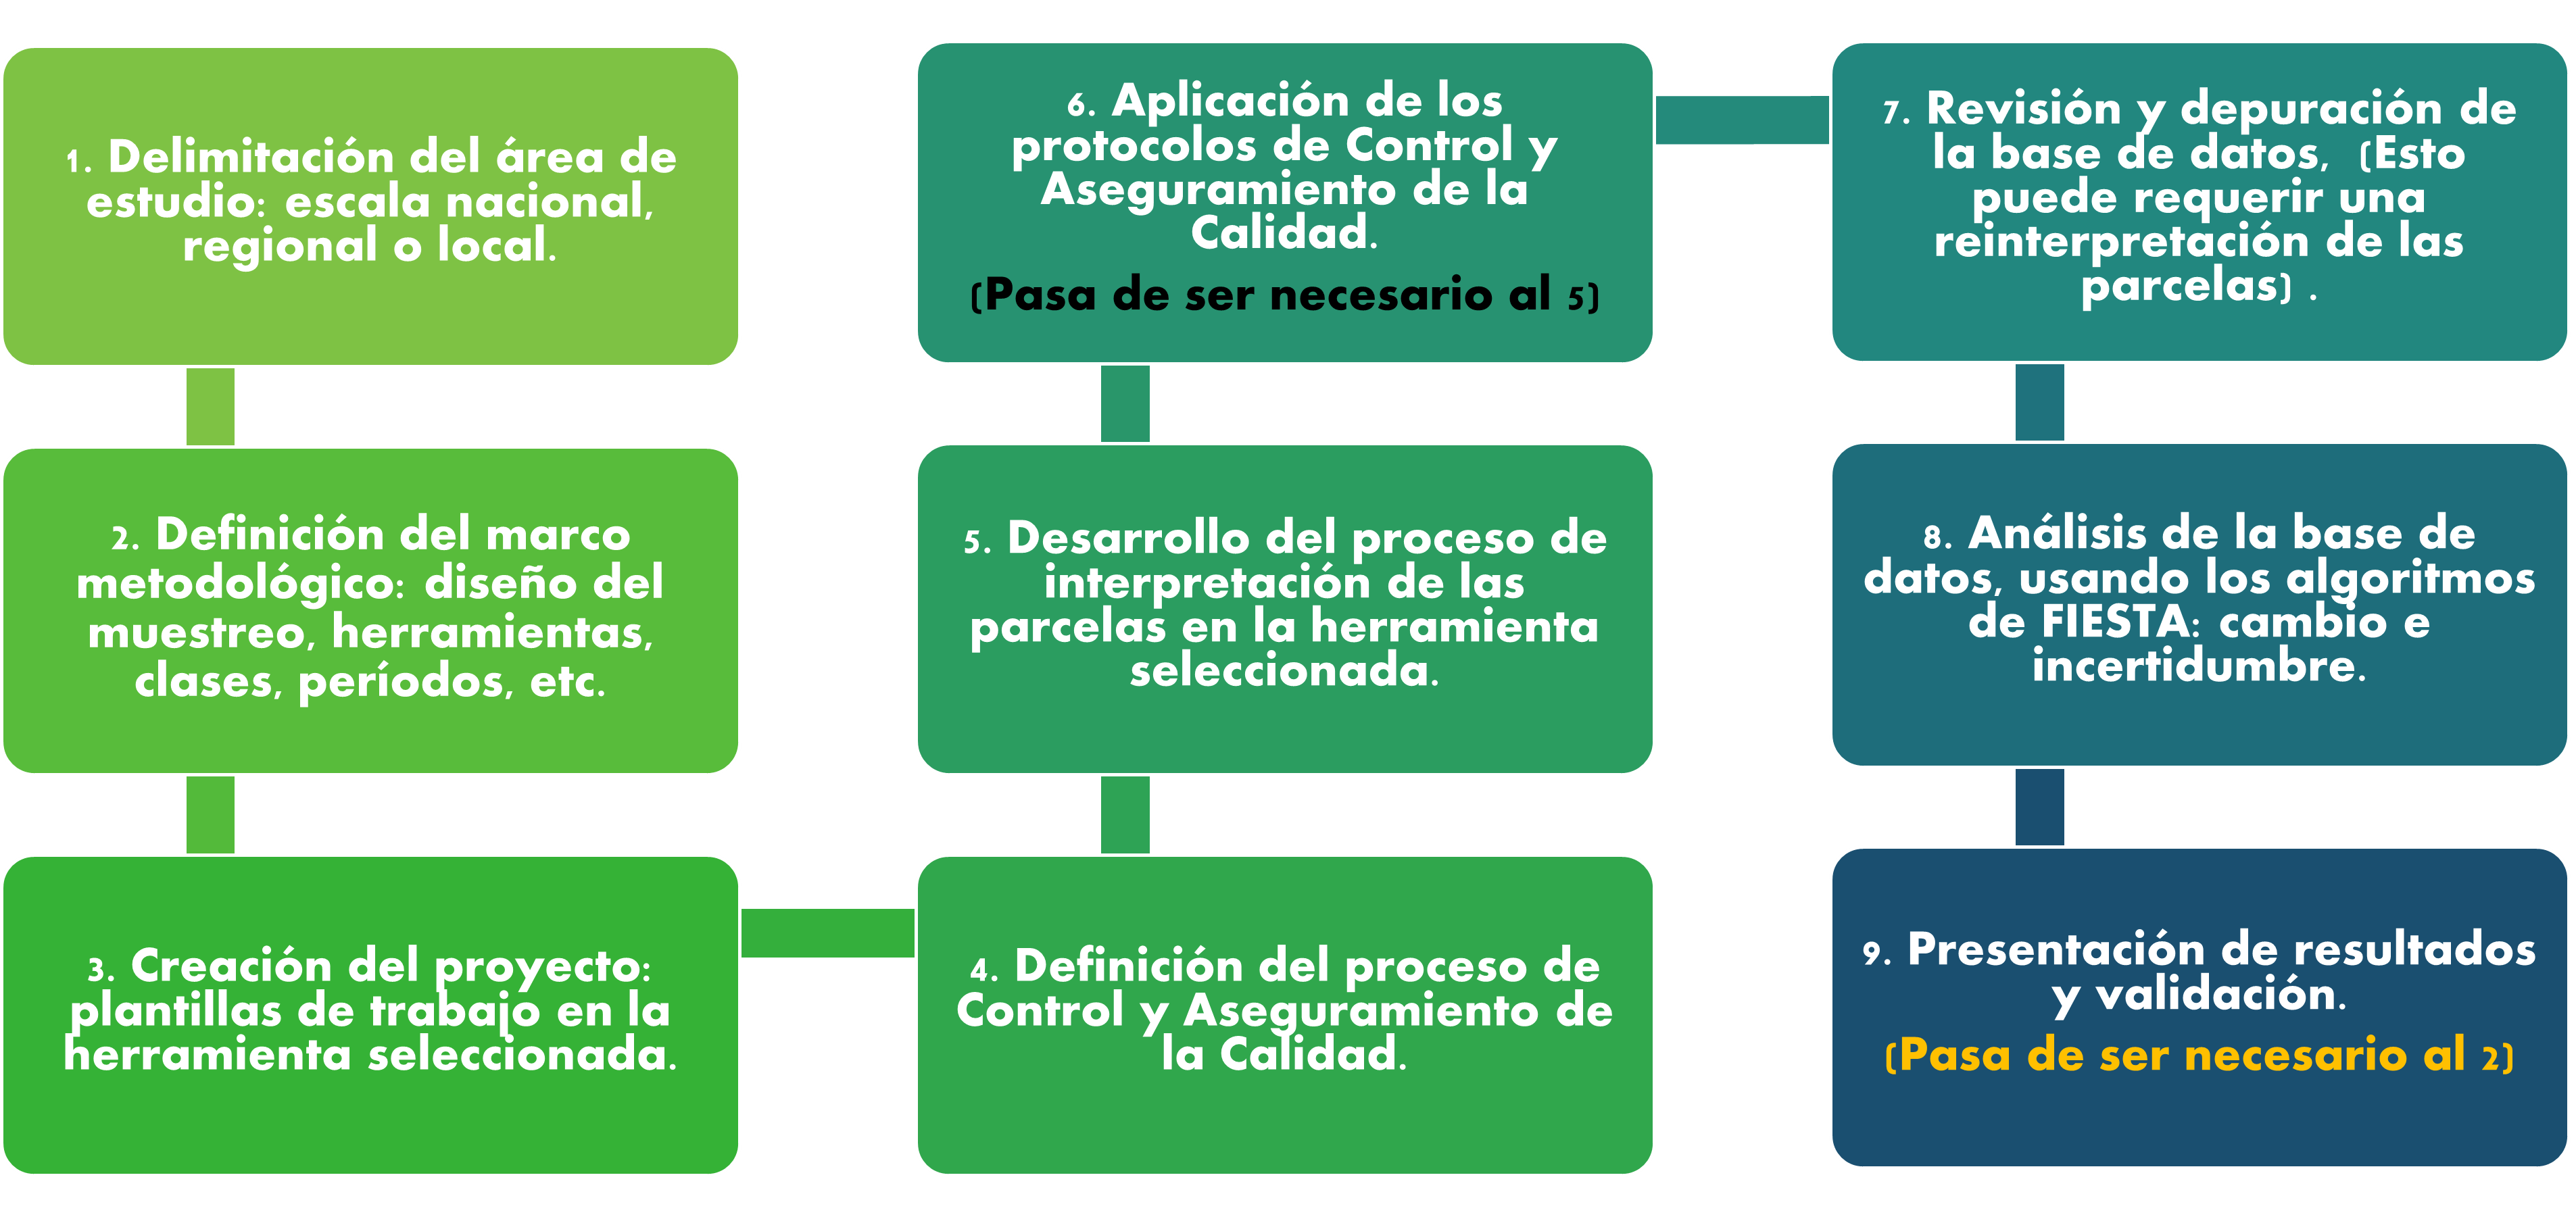 1. Delimitación del área de
estudio: escala nacional,
regional o local.
2. Definición del marco
metodológico: diseño del
muestreo, herramientas,
clases, períodos, etc.
3. Creación del proyecto:
plantillas de trabajo en la
herramienta seleccionada.
4. Definición del proceso de
Control y Aseguramiento de
la Calidad.
5. Desarrollo del proceso de
interpretación de las
parcelas en la herramienta
seleccionada.
6. Aplicación de los
protocolos de Control y
Aseguramiento de la
Calidad.
(Pasa de ser necesario al 5)
7. Revisión y depuración de
la base de datos, (Esto
puede requerir una
reinterpretación de las
parcelas) .
8. Análisis de la base de
datos, usando los algoritmos
de FIESTA: cambio e
incertidumbre.
9. Presentación de resultados
y validación.
(Pasa de ser necesario al 2)